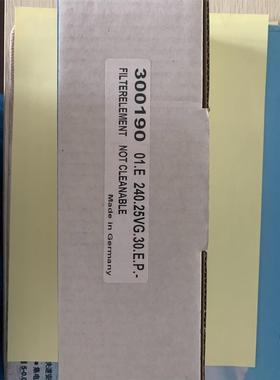 300190 01.E 240.25VG.30.E.P.-
FILTERELEMENT NOT CLEANABLE
Made in Germany